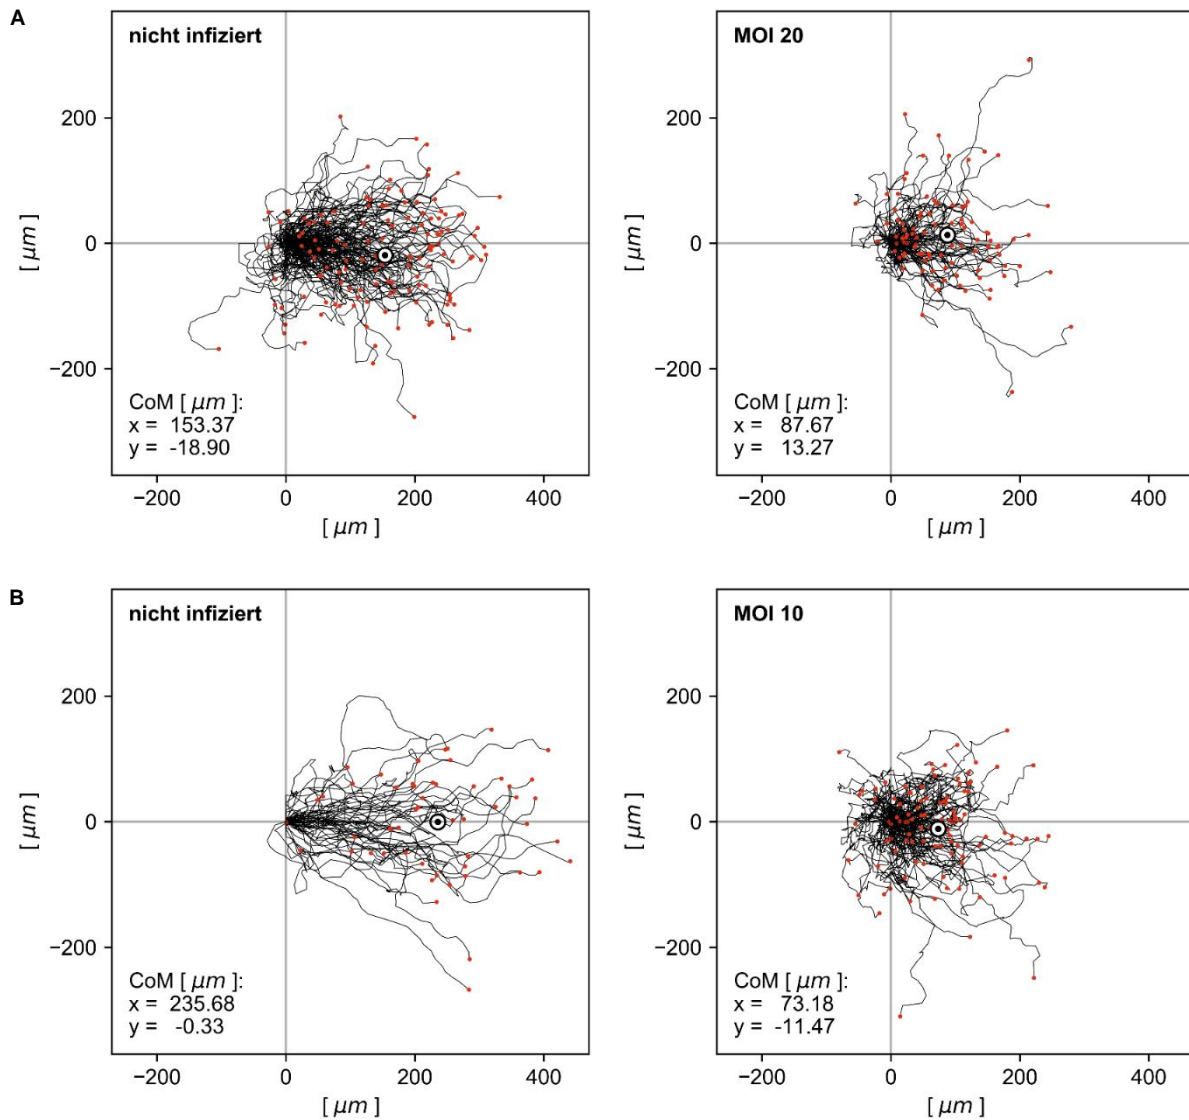 A
nicht infiziert
200
0
−200
[ µm ]
CoM [ µm ]:
x = 153.37
y = -18.90
−200 0 200 400
[ µm ]
MOI 20
200
0
−200
[ µm ]
CoM [ µm ]:
x = 87.67
y = 13.27
−200 0 200 400
[ µm ]
B
nicht infiziert
200
0
−200
[ µm ]
CoM [ µm ]:
x = 235.68
y = -0.33
−200 0 200 400
[ µm ]
MOI 10
200
0
−200
[ µm ]
CoM [ µm ]:
x = 73.18
y = -11.47
−200 0 200 400
[ µm ]